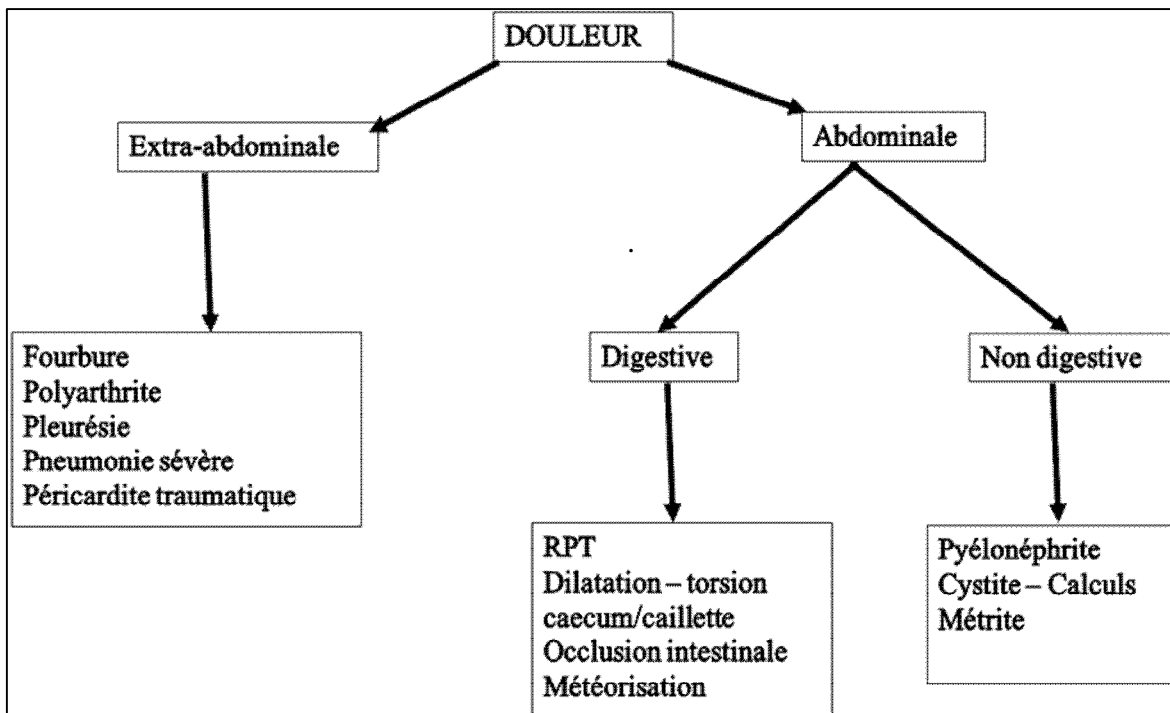 DOULEUR
Extra-abdominale
Abdominale
Fourbure
Polyarthrite
Pleurésie
Pneumonie sévère
Péricardite traumatique
Digestive
Non digestive
RPT
Dilatation – torsion
caecum/caillette
Occlusion intestinale
Météorisation
Pyélonéphrite
Cystite – Calculs
Métrite